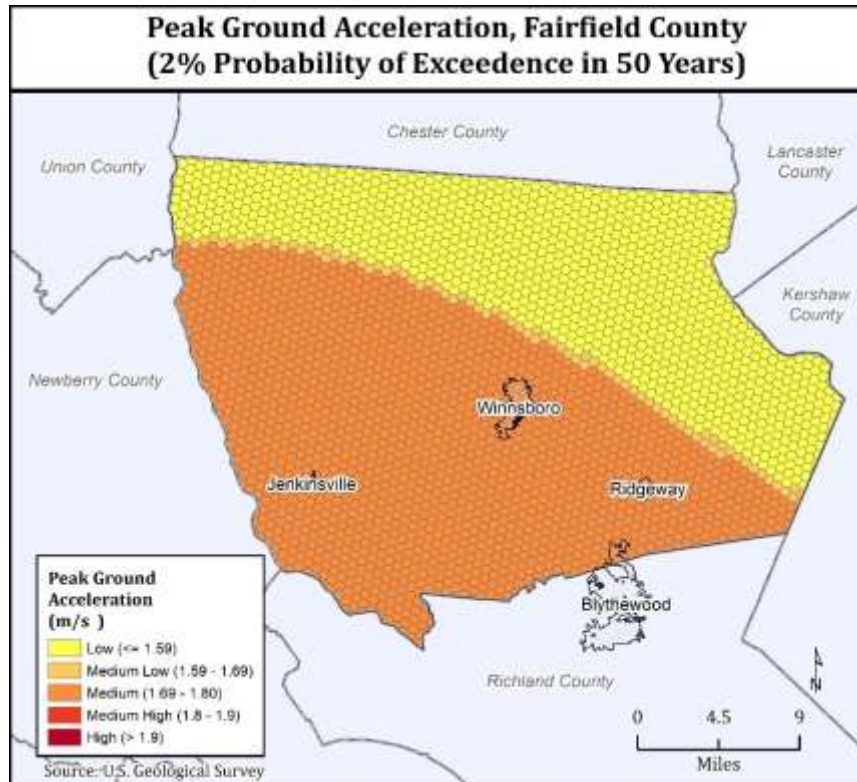 Peak Ground Acceleration, Fairfield County
(2% Probability of Exceedence in 50 Years)
Chester County
Union County
Lancaster
County
Kershaw
County
Newberry County
Winnsboro
Jenkinsville
Ridgeway
Blythewood
Richland County
Peak Ground
Acceleration
(m/s )
Low (<= 1.59)
Medium Low (1.59 - 1.69)
Medium (1.69 - 1.80)
Medium High (1.8 - 1.9)
High (> 1.9)
N
0 4.5 9
Miles
Source: U.S. Geological Survey